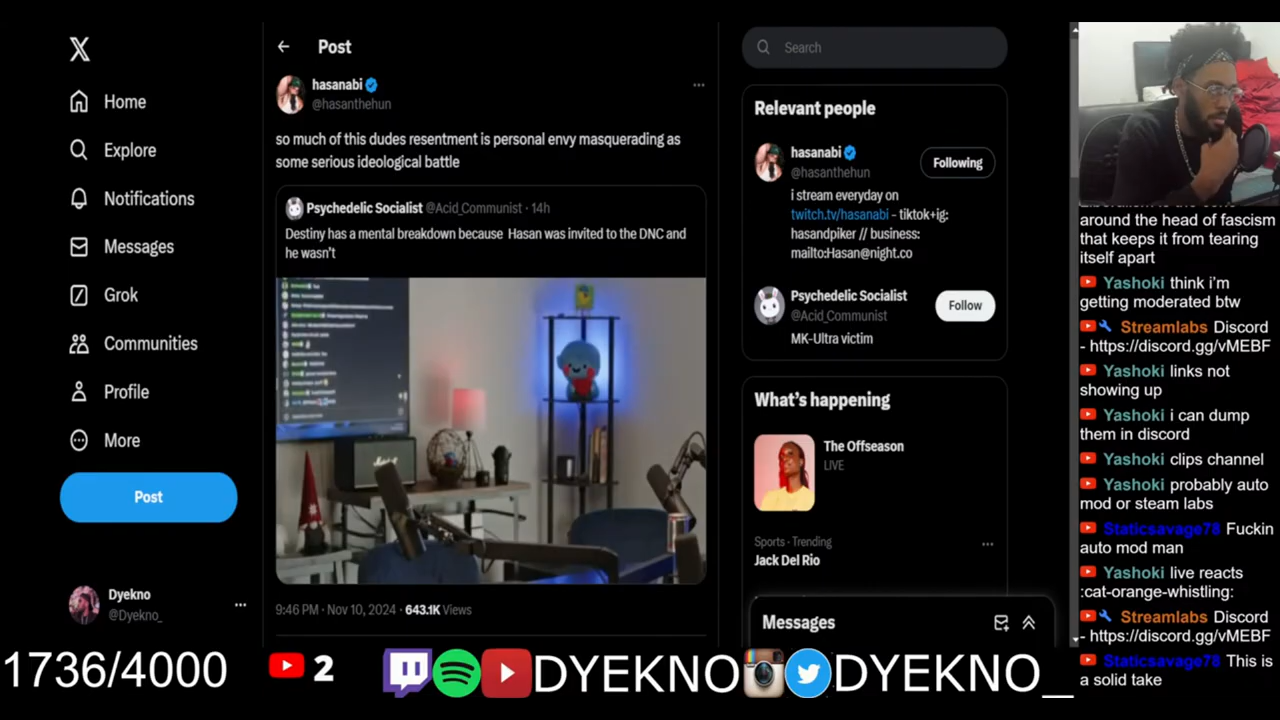 Post
Search
hasanabi
@hasanthehun
so much of this dudes resentment is personal envy masquerading as
some serious ideological battle
Psychedelic Socialist @Acid_Communist · 14h
Destiny has a mental breakdown because Hasan was invited to the DNC and
he wasn't
9:46 PM · Nov 10, 2024 · 643.1K Views
Home
Explore
Notifications
Messages
Grok
Communities
Profile
More
Post
Dyekno
@Dyekno_
Relevant people
hasanabi
@hasanthehun
Following
i stream everyday on
twitch.tv/hasanabi - tiktok+ig:
hasandpiker // business:
mailto:Hasan@night.co
Psychedelic Socialist
@Acid_Communist
Follow
MK-Ultra victim
What's happening
The Offseason
LIVE
Sports · Trending
Jack Del Rio
Messages
around the head of fascism
that keeps it from tearing
itself apart
Yashoki think i'm
getting moderated btw
Streamlabs Discord
- https://discord.gg/vMEBF
Yashoki links not
showing up
Yashoki i can dump
them in discord
Yashoki clips channel
Yashoki probably auto
mod or steam labs
Staticsavage78 Fuckin
auto mod man
Yashoki live reacts
:cat-orange-whistling:
Streamlabs Discord
- https://discord.gg/vMEBF
Staticsavage78 This is
a solid take
1736/4000
2
DYEKNO
DYEKNO_